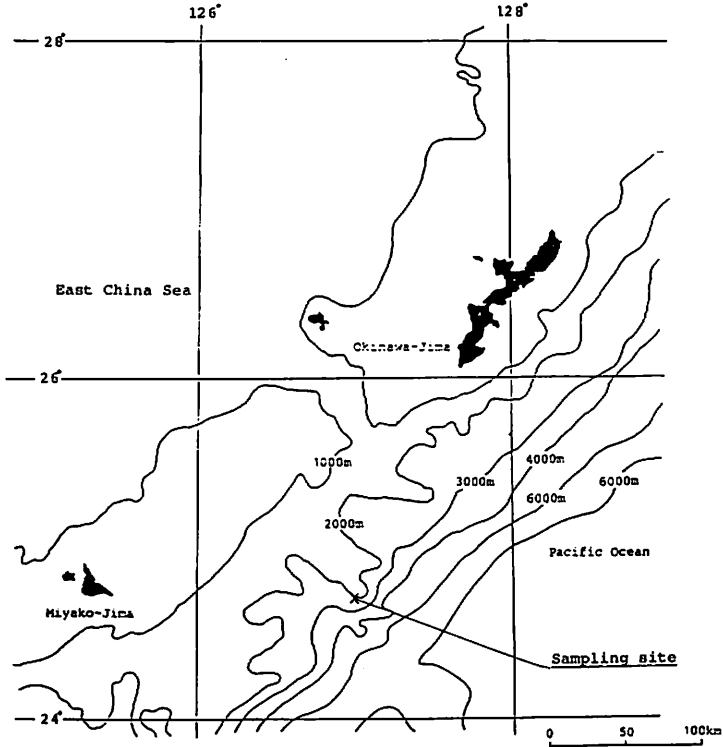 126°
128°
28°
East China Sea
Okinawa-Jima
26°
1000m
4000m
3000m
6000m
6000m
2000m
Pacific Ocean
Miyako-Jima
Sampling site
24°
0
50
100km